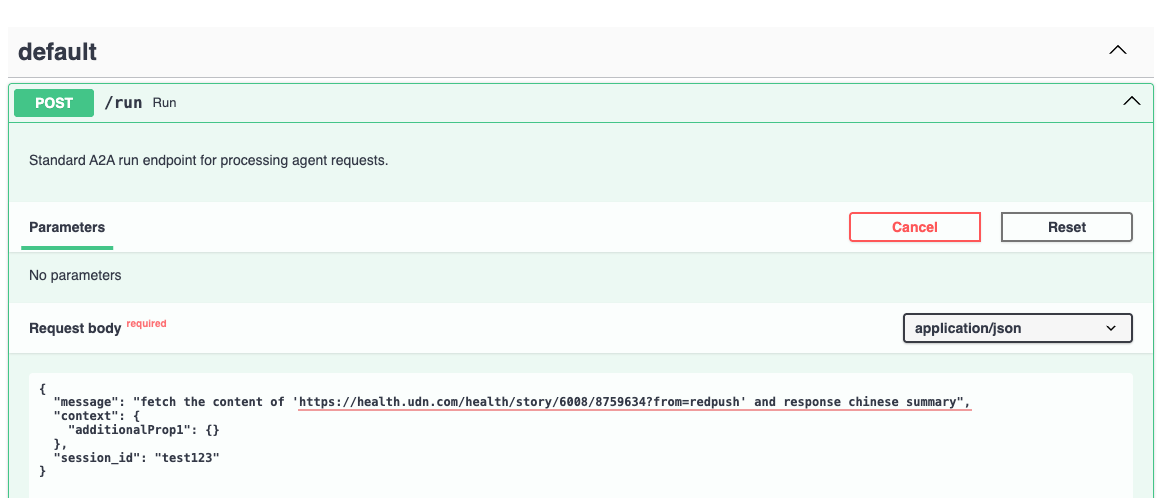 default
POST /run Run
Standard A2A run endpoint for processing agent requests.
Parameters
Cancel
Reset
No parameters
Request body required
application/json
{
  "message": "fetch the content of 'https://health.udn.com/health/story/6008/8759634?from=redpush' and response chinese summary",
  "context": {
    "additionalProp1": {}
  },
  "session_id": "test123"
}